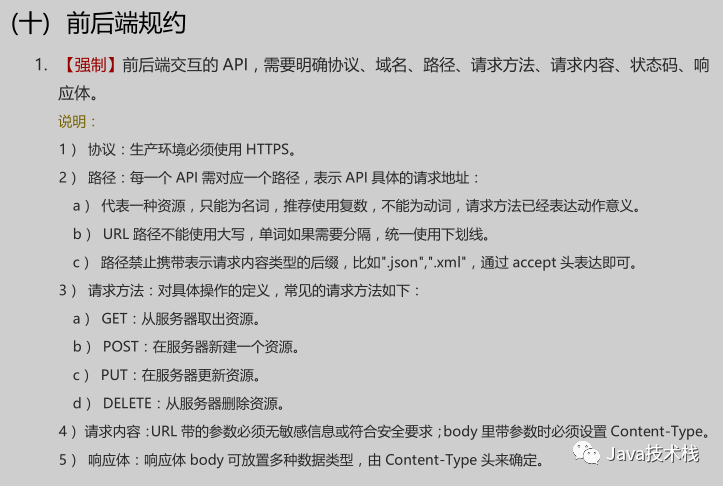 (十) 前后端规约
1. 【强制】前后端交互的 API，需要明确协议、域名、路径、请求方法、请求内容、状态码、响
应体。
说明：
1） 协议：生产环境必须使用 HTTPS。
2） 路径：每一个 API 需对应一个路径，表示 API 具体的请求地址：
a） 代表一种资源，只能为名词，推荐使用复数，不能为动词，请求方法已经表达动作意义。
b） URL 路径不能使用大写，单词如果需要分隔，统一使用下划线。
c） 路径禁止携带表示请求内容类型的后缀，比如".json",".xml"，通过 accept 头表达即可。
3） 请求方法：对具体操作的定义，常见的请求方法如下：
a） GET：从服务器取出资源。
b） POST：在服务器新建一个资源。
c） PUT：在服务器更新资源。
d） DELETE：从服务器删除资源。
4） 请求内容：URL 带的参数必须无敏感信息或符合安全要求；body 里带参数时必须设置 Content-Type。
5） 响应体：响应体 body 可放置多种数据类型，由 Content-Type 头来确定。
Java技术栈